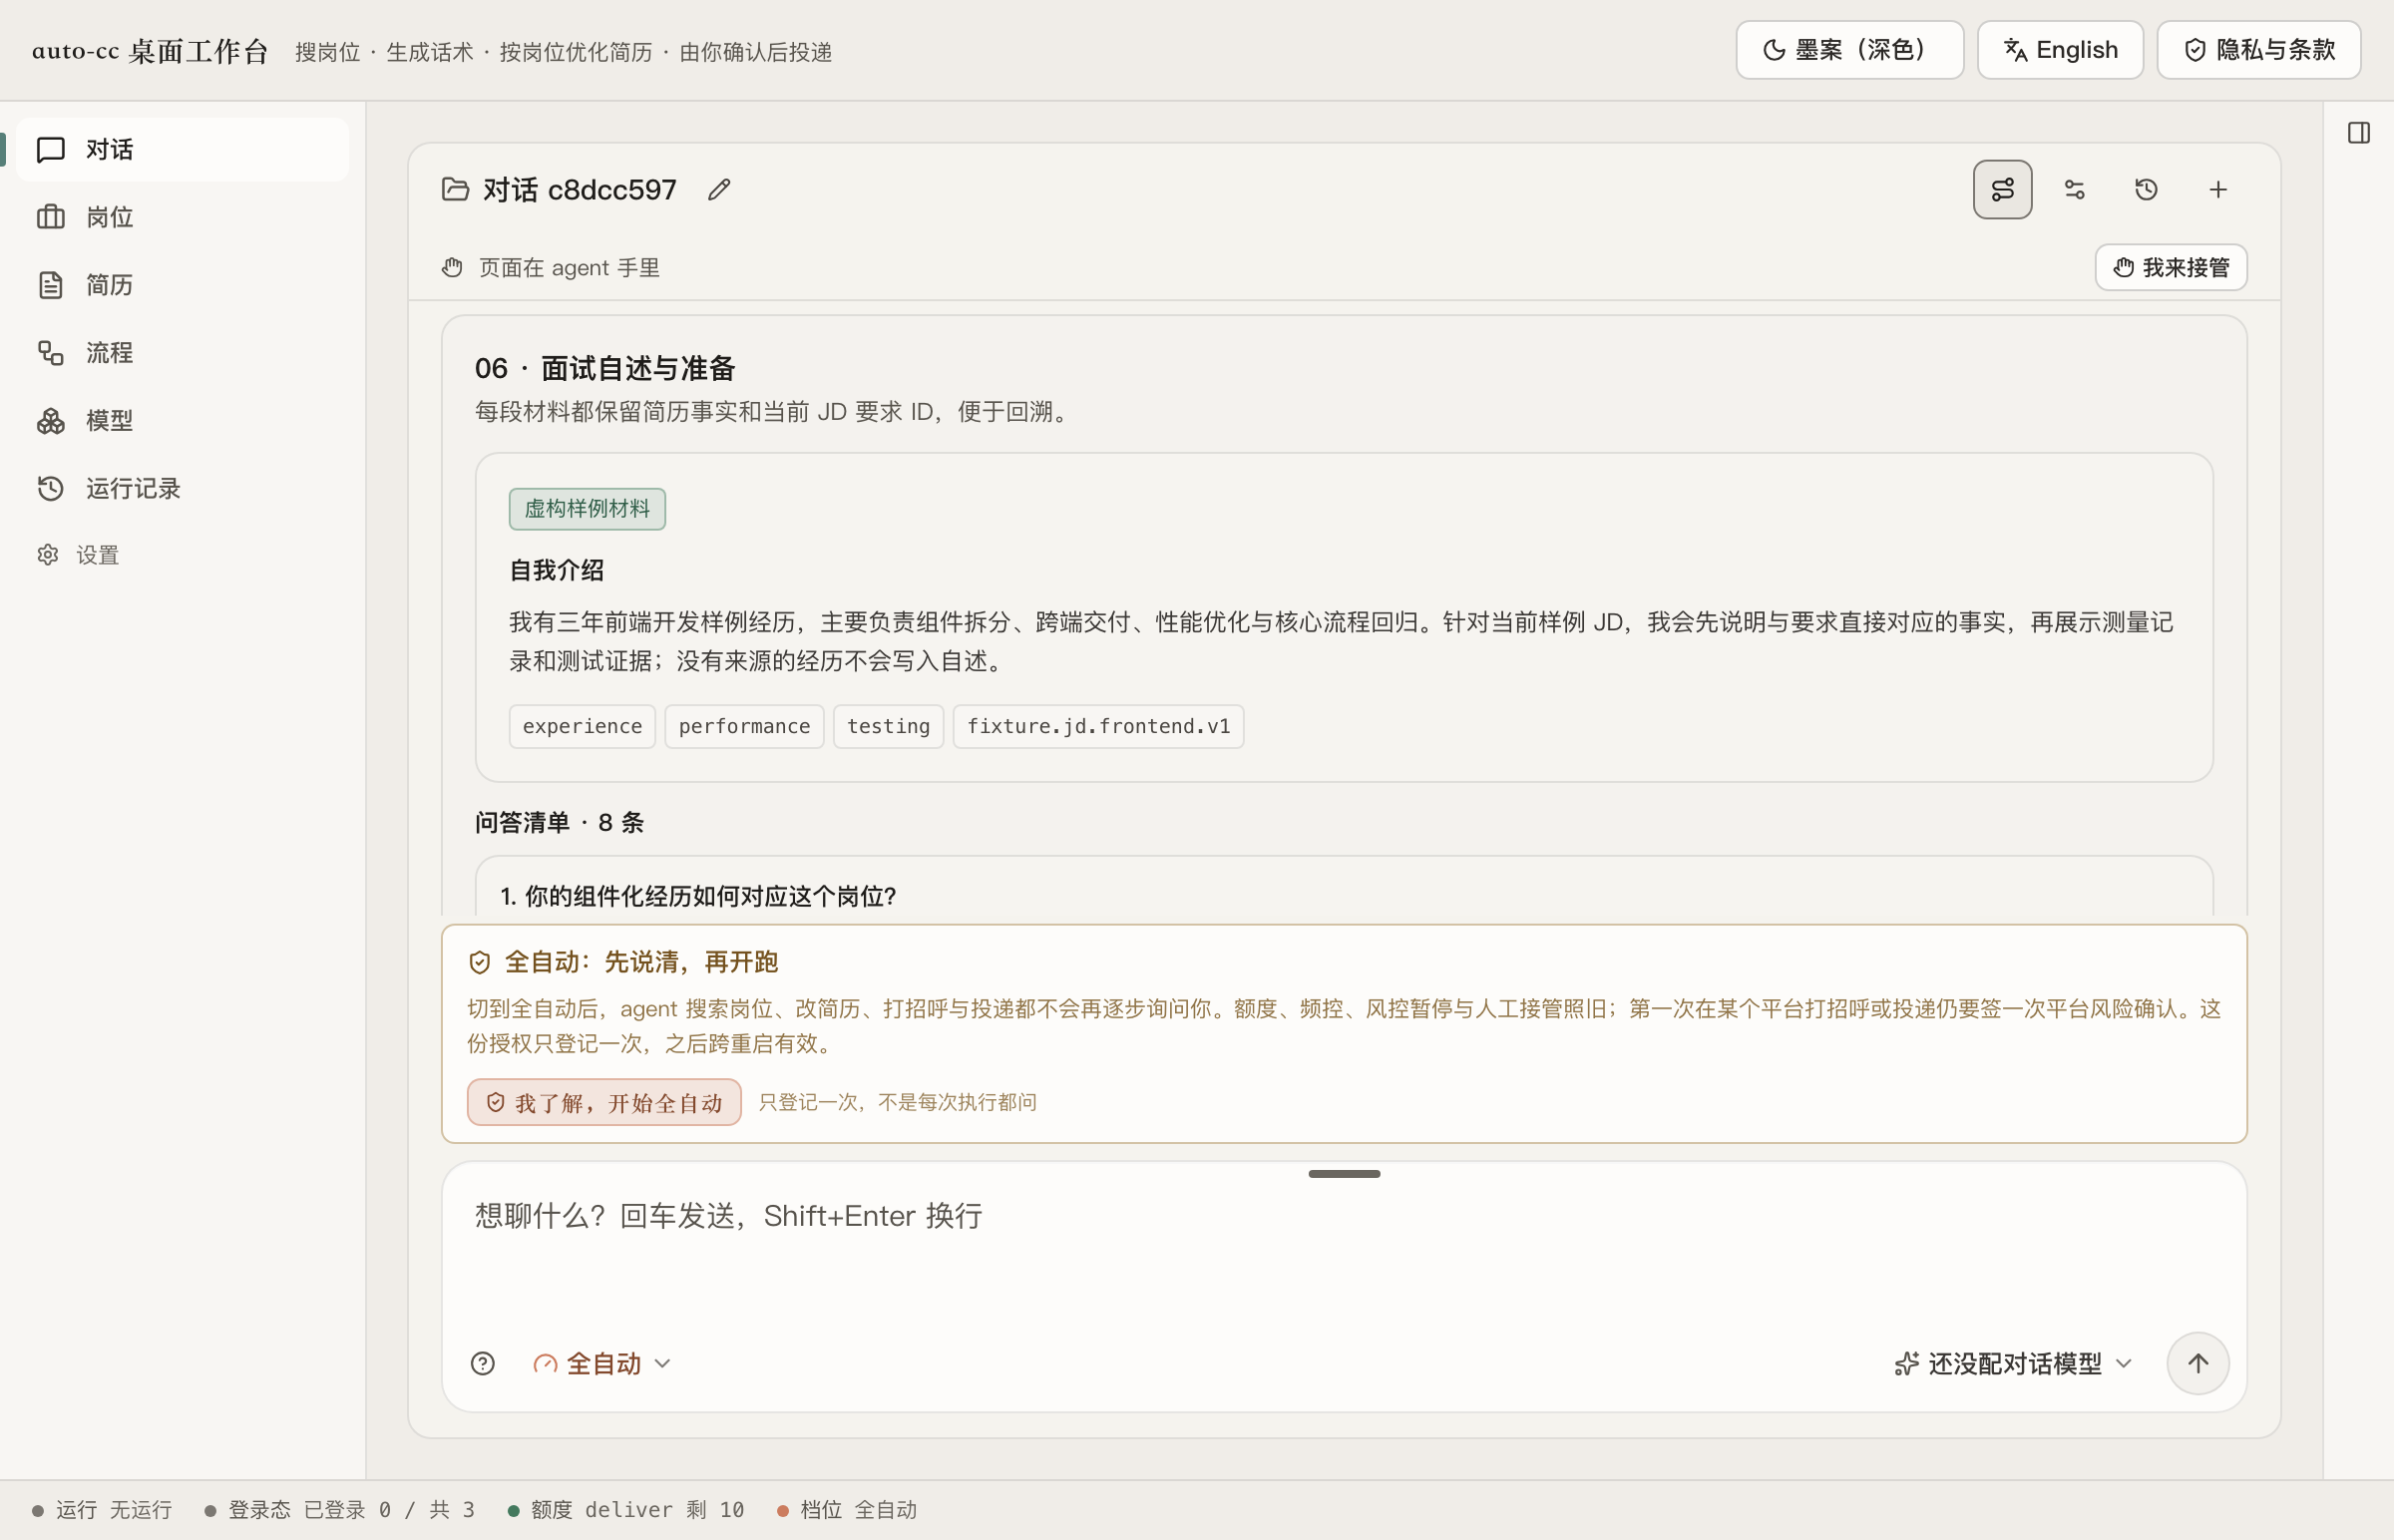 auto-cc 桌面工作台 搜岗位 · 生成话术 · 按岗位优化简历 · 由你确认后投递 墨案（深色） English 隐私与条款
对话
岗位
简历
流程
模型
运行记录
设置
对话 c8dcc597
页面在 agent 手里 我来接管
06 · 面试自述与准备
每段材料都保留简历事实和当前 JD 要求 ID，便于回溯。
虚构样例材料
自我介绍
我有三年前端开发样例经历，主要负责组件拆分、跨端交付、性能优化与核心流程回归。针对当前样例 JD，我会先说明与要求直接对应的事实，再展示测量记
录和测试证据；没有来源的经历不会写入自述。
experience performance testing fixture.jd.frontend.v1
问答清单 · 8 条
1. 你的组件化经历如何对应这个岗位？
全自动：先说清，再开跑
切到全自动后，agent 搜索岗位、改简历、打招呼与投递都不会再逐步询问你。额度、频控、风控暂停与人工接管照旧；第一次在某个平台打招呼或投递仍要签一次平台风险确认。这
份授权只登记一次，之后跨重启有效。
我了解，开始全自动 只登记一次，不是每次执行都问
想聊什么？回车发送，Shift+Enter 换行
全自动 还没配对话模型
运行 无运行 登录态 已登录 0 / 共 3 额度 deliver 剩 10 档位 全自动